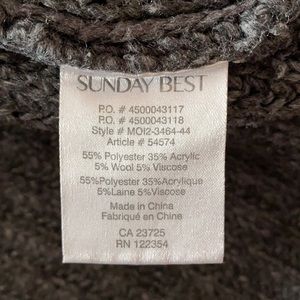 SUNDAY BEST
P.O. # 4500043117
P.O. # 4500043118
Style # MOI2-3464-44
Article # 54574
55% Polyester 35% Acrylic
5% Wool 5% Viscose
55%Polyester 35%Acrylique
5%Laine 5%Viscose
Made in China
Fabriqué en Chine
CA 23725
RN 122354